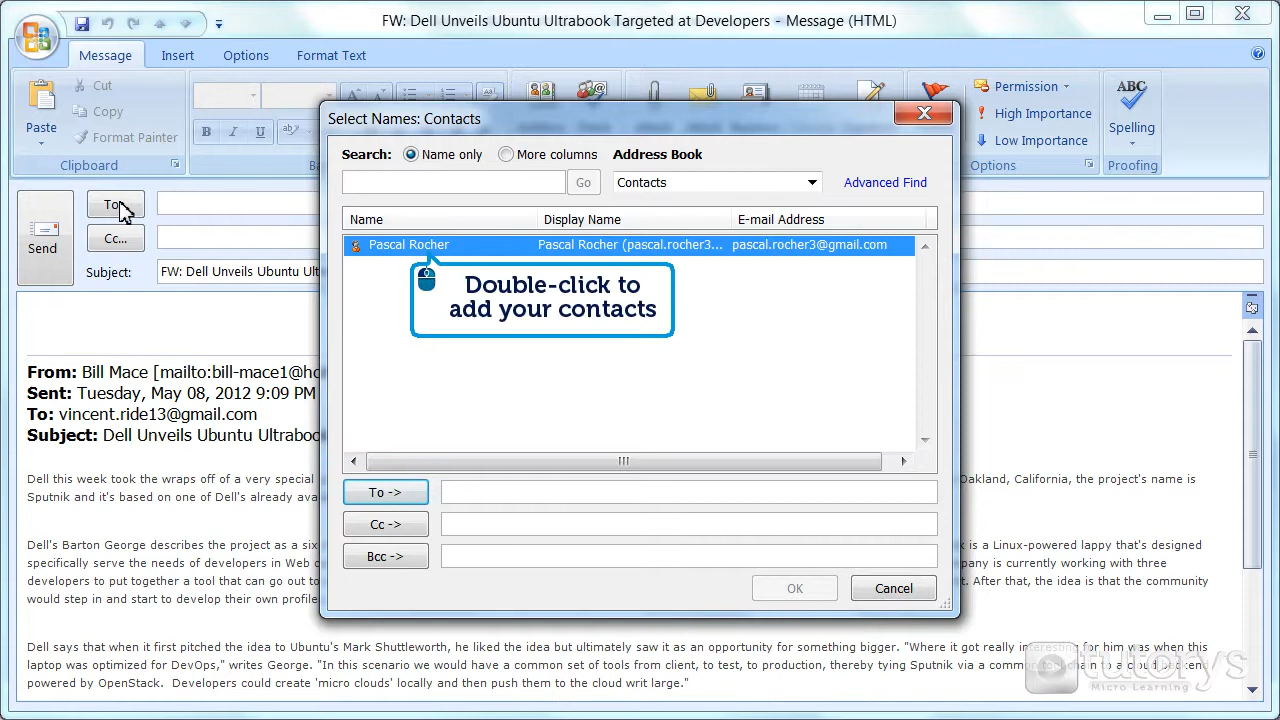 FW: Dell Unveils Ubuntu Ultrabook Targeted at Developers - Message (HTML)
Message Insert Options Format Text
Paste
Cut
Copy
Format Painter
Clipboard
B I U
Permission
High Importance
Low Importance
Options
ABC
Spelling
Proofing
Send
To
Cc...
Subject:
FW: Dell Unveils Ubuntu Ult
Select Names: Contacts
Search: Name only More columns Address Book
Go Contacts Advanced Find
Name Display Name E-mail Address
Pascal Rocher Pascal Rocher (pascal.rocher3... pascal.rocher3@gmail.com
Double-click to
add your contacts
To ->
Cc ->
Bcc ->
OK Cancel
From: Bill Mace [mailto:bill-mace1@ho
Sent: Tuesday, May 08, 2012 9:09 PM
To: vincent.ride13@gmail.com
Subject: Dell Unveils Ubuntu Ultraboo
Dell this week took the wraps off of a very special Oakland, California, the project's name is
Sputnik and it's based on one of Dell's already ava
Dell's Barton George describes the project as a six is a Linux-powered lappy that's designed
specifically serve the needs of developers in Web c pany is currently working with three
developers to put together a tool that can go out to After that, the idea is that the community
would step in and start to develop their own profile
Dell says that when it first pitched the idea to Ubuntu's Mark Shuttleworth, he liked the idea but ultimately saw it as an opportunity for something bigger. "Where it got really interesting for him was when this
laptop was optimized for DevOps," writes George. "In this scenario we would have a common set of tools from client, to test, to production, thereby tying Sputnik via a common tool chain to a cloud backend
powered by OpenStack. Developers could create 'micro clouds' locally and then push them to the cloud writ large."
tutorys
Micro Learning